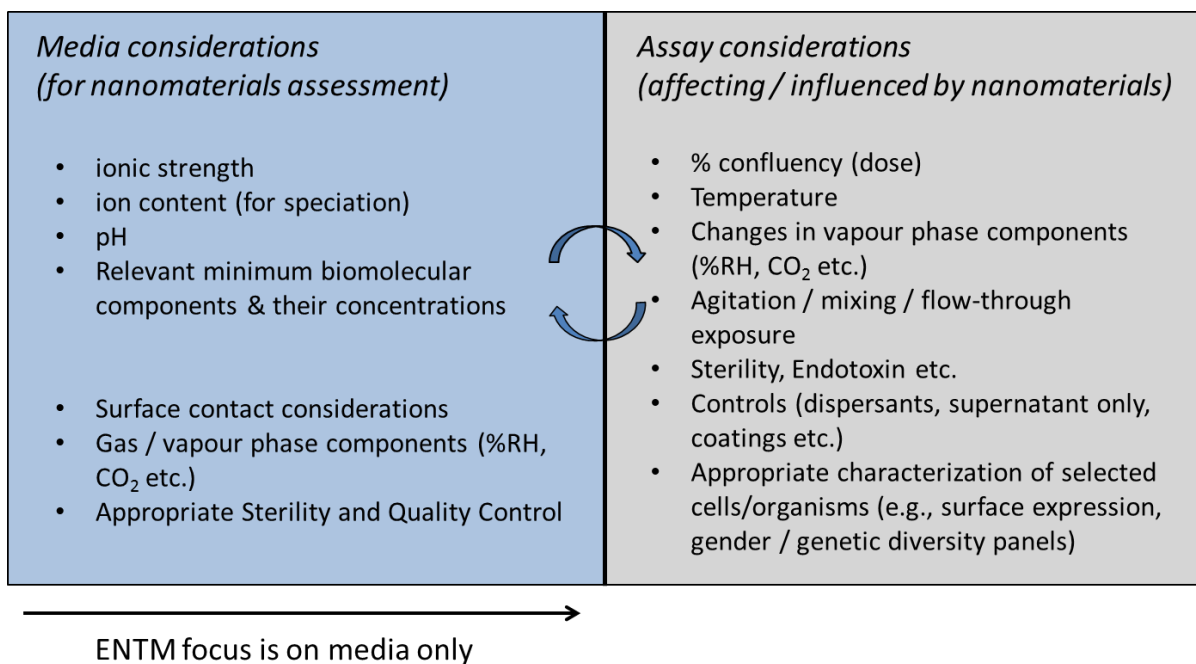 Media considerations
(for nanomaterials assessment)
• ionic strength
• ion content (for speciation)
• pH
• Relevant minimum biomolecular
components & their concentrations
• Surface contact considerations
• Gas / vapour phase components (%RH,
CO₂ etc.)
• Appropriate Sterility and Quality Control
Assay considerations
(affecting / influenced by nanomaterials)
• % confluency (dose)
• Temperature
• Changes in vapour phase components
(%RH, CO₂ etc.)
• Agitation / mixing / flow-through
exposure
• Sterility, Endotoxin etc.
• Controls (dispersants, supernatant only,
coatings etc.)
• Appropriate characterization of selected
cells/organisms (e.g., surface expression,
gender / genetic diversity panels)
ENTM focus is on media only